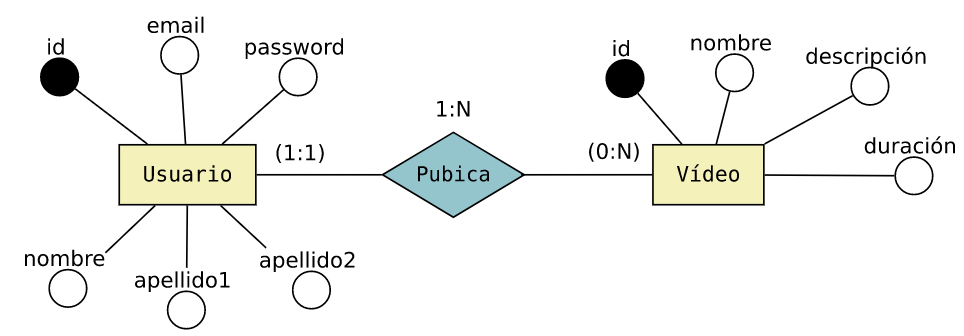 email
id
password
id
nombre
descripción
1:N
duración
(1:1)
(0:N)
Usuario
Pubica
Vídeo
nombre
apellido1
apellido2